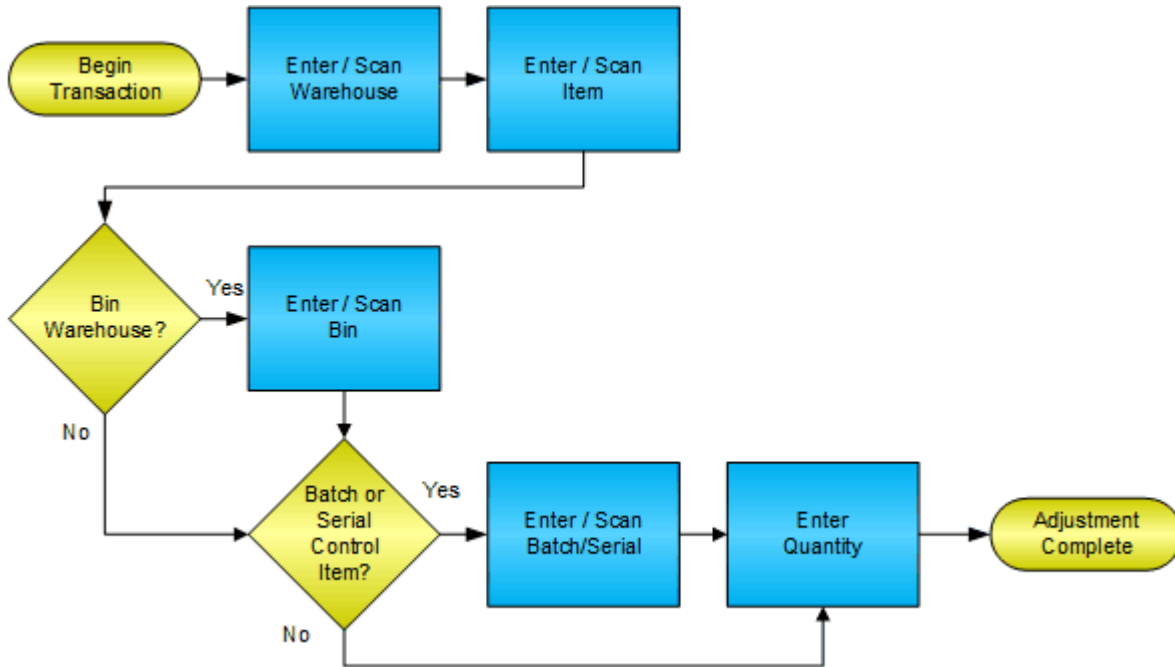 Begin
Transaction
Enter / Scan
Warehouse
Enter / Scan
Item
Bin
Warehouse?
Yes
Enter / Scan
Bin
No
Batch or
Serial
Control
Item?
Yes
Enter / Scan
Batch/Serial
Enter
Quantity
Adjustment
Complete
No